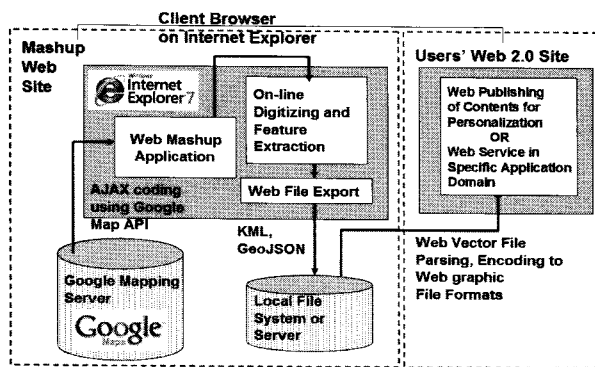 Client Browser
on Internet Explorer
Mashup
Web
Site
Windows
Internet
Explorer 7
Web Mashup
Application
On-line
Digitizing and
Feature
Extraction
Web File Export
AJAX coding
using Google
Map API
KML,
GeoJSON
Google Mapping
Server
Google
Maps
Local File
System or
Server
Users' Web 2.0 Site
Web Publishing
of Contents for
Personalization
OR
Web Service in
Specific Application
Domain
Web Vector File
Parsing, Encoding to
Web graphic
File Formats